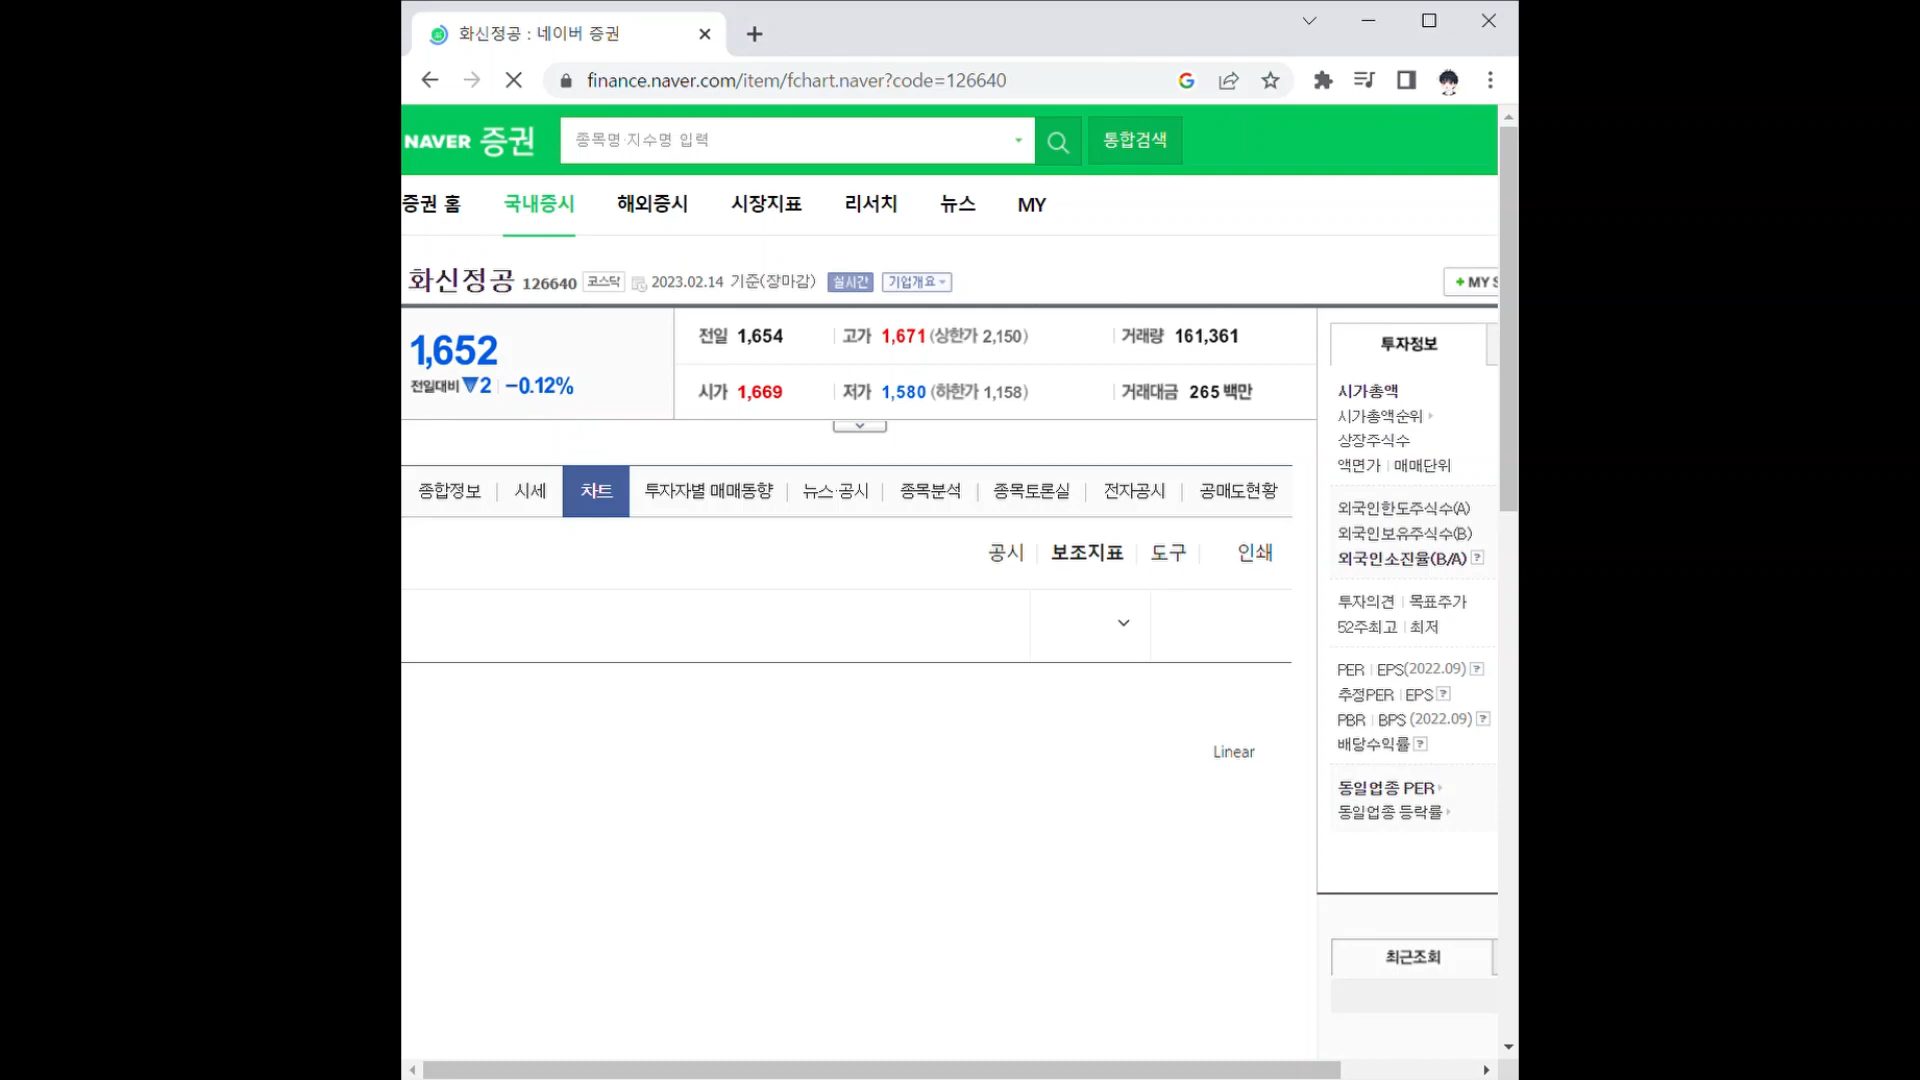 화신정공 : 네이버 증권
finance.naver.com/item/fchart.naver?code=126640
NAVER 증권 종목명·지수명 입력 통합검색
증권 홈 국내증시 해외증시 시장지표 리서치 뉴스 MY
화신정공 126640 코스닥 2023.02.14 기준(장마감) 실시간 기업개요 + MY S
1,652
전일대비 ▼2 -0.12%
전일 1,654 고가 1,671 (상한가 2,150) 거래량 161,361
시가 1,669 저가 1,580 (하한가 1,158) 거래대금 265 백만
종합정보 시세 차트 투자자별 매매동향 뉴스·공시 종목분석 종목토론실 전자공시 공매도현황
공시 보조지표 도구 인쇄
Linear
투자정보
시가총액
시가총액순위
상장주식수
액면가 매매단위
외국인한도주식수(A)
외국인보유주식수(B)
외국인소진율(B/A) ?
투자의견 목표주가
52주최고 최저
PER EPS(2022.09) ?
추정PER EPS ?
PBR BPS (2022.09) ?
배당수익률 ?
동일업종 PER
동일업종 등락률
최근조회